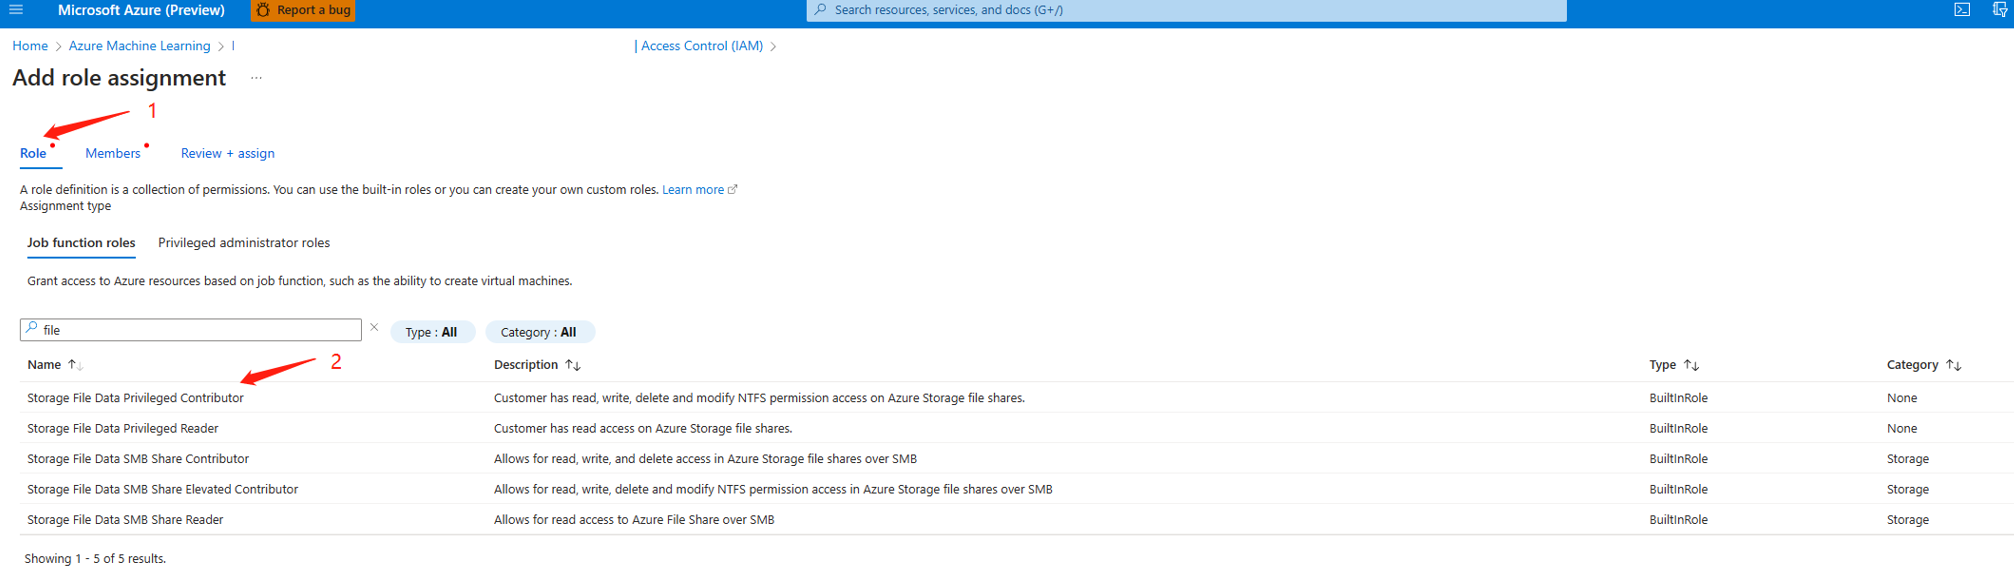 Microsoft Azure (Preview) Report a bug Search resources, services, and docs (G+/)
Home > Azure Machine Learning > | | Access Control (IAM) >
Add role assignment ...
1
Role Members Review + assign
A role definition is a collection of permissions. You can use the built-in roles or you can create your own custom roles. Learn more
Assignment type
Job function roles Privileged administrator roles
Grant access to Azure resources based on job function, such as the ability to create virtual machines.
file Type : All Category : All
2
Name Description Type Category
Storage File Data Privileged Contributor Customer has read, write, delete and modify NTFS permission access on Azure Storage file shares. BuiltInRole None
Storage File Data Privileged Reader Customer has read access on Azure Storage file shares. BuiltInRole None
Storage File Data SMB Share Contributor Allows for read, write, and delete access in Azure Storage file shares over SMB BuiltInRole Storage
Storage File Data SMB Share Elevated Contributor Allows for read, write, delete and modify NTFS permission access in Azure Storage file shares over SMB BuiltInRole Storage
Storage File Data SMB Share Reader Allows for read access to Azure File Share over SMB BuiltInRole Storage
Showing 1 - 5 of 5 results.